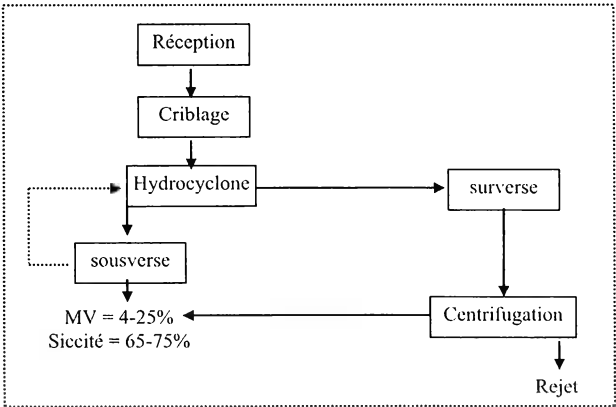 Réception
Criblage
Hydrocyclone
surverse
sousverse
MV = 4-25%
Siccité = 65-75%
Centrifugation
Rejet